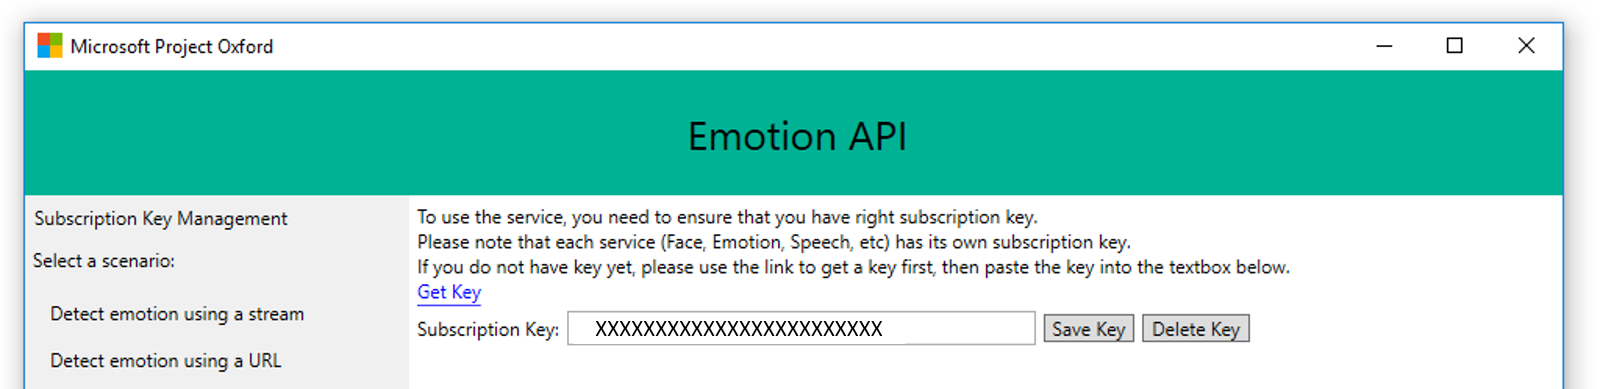 Microsoft Project Oxford
Emotion API
Subscription Key Management
Select a scenario:
Detect emotion using a stream
Detect emotion using a URL
To use the service, you need to ensure that you have right subscription key.
Please note that each service (Face, Emotion, Speech, etc) has its own subscription key.
If you do not have key yet, please use the link to get a key first, then paste the key into the textbox below.
Get Key
Subscription Key: XXXXXXXXXXXXXXXXXXXXXXXX Save Key Delete Key